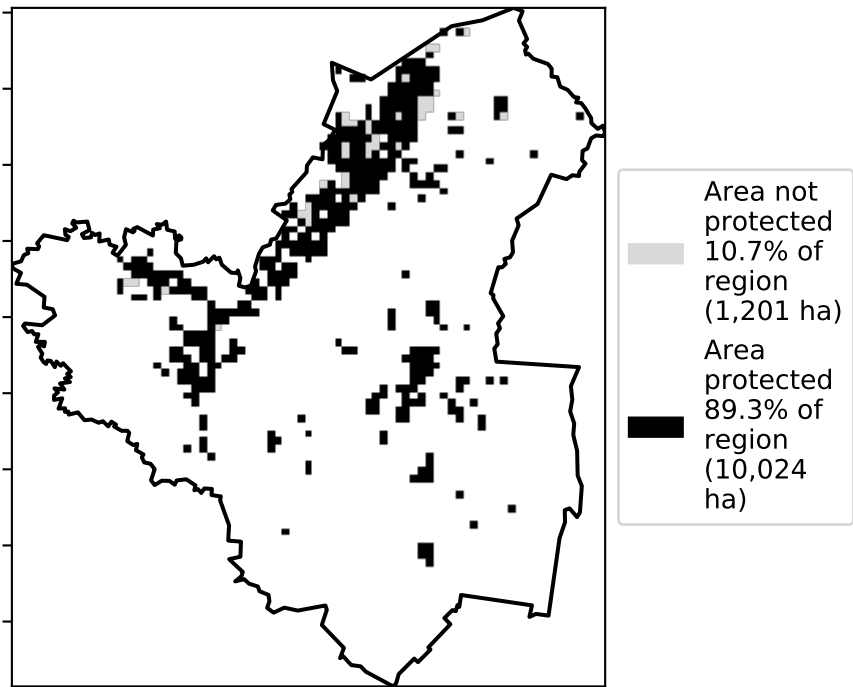 Area not
protected
10.7% of
region
(1,201 ha)
Area
protected
89.3% of
region
(10,024
ha)